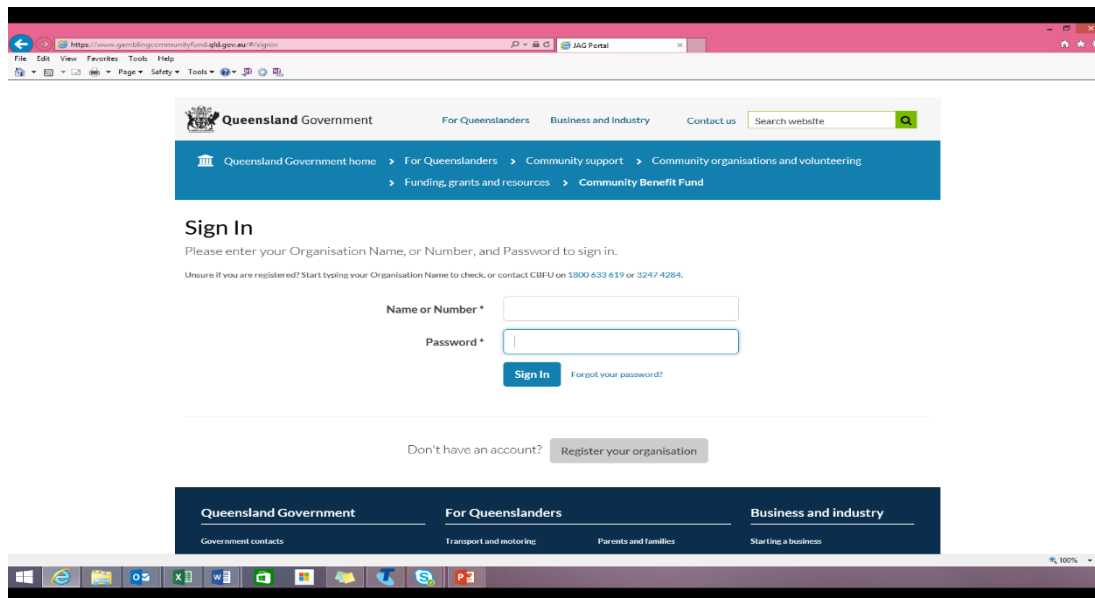 https://www.gamblingcommunityfund.qld.gov.au/#/signin
JAG Portal
File Edit View Favorites Tools Help
Page Safety Tools
Queensland Government
For Queenslanders Business and industry Contact us Search website
Queensland Government home > For Queenslanders > Community support > Community organisations and volunteering
> Funding, grants and resources > Community Benefit Fund
Sign In
Please enter your Organisation Name, or Number, and Password to sign in.
Unsure if you are registered? Start typing your Organisation Name to check, or contact CBFU on 1800 633 619 or 3247 4284.
Name or Number *
Password *
Sign In Forgot your password?
Don't have an account? Register your organisation
Queensland Government For Queenslanders Business and industry
Government contacts Transport and motoring Parents and families Starting a business
100%